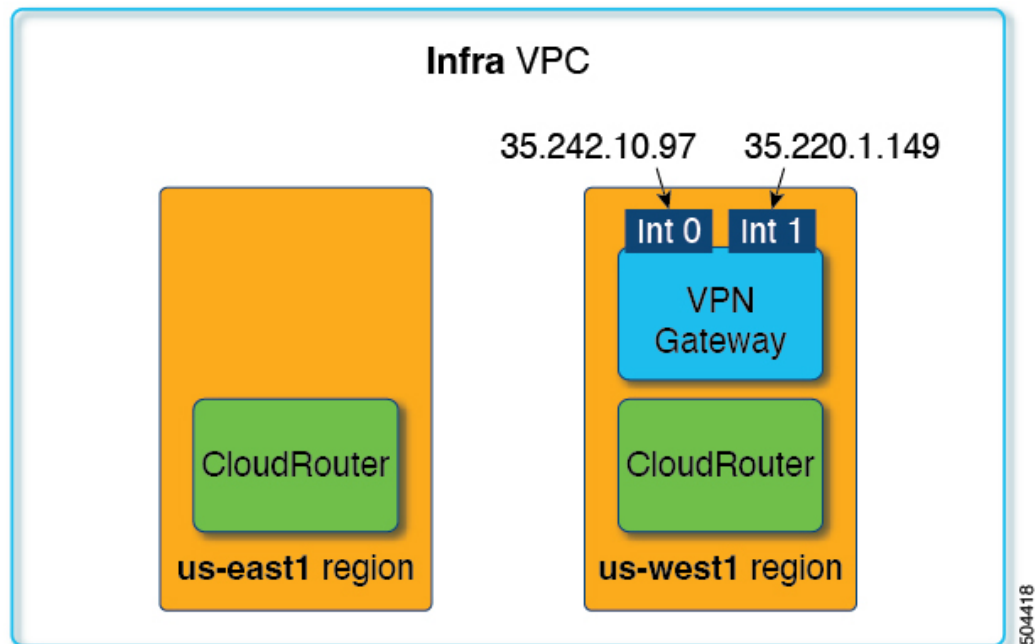 Infra VPC
35.242.10.97 35.220.1.149
Int 0 Int 1
VPN
Gateway
CloudRouter CloudRouter
us-east1 region us-west1 region
504418